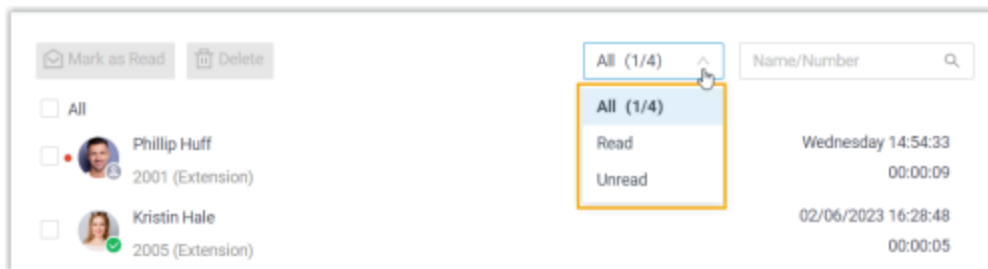 Mark as Read Delete All (1/4) Name/Number
All
All (1/4)
Phillip Huff
2001 (Extension)
Read
Unread
Wednesday 14:54:33
00:00:09
Kristin Hale
2005 (Extension)
02/06/2023 16:28:48
00:00:05